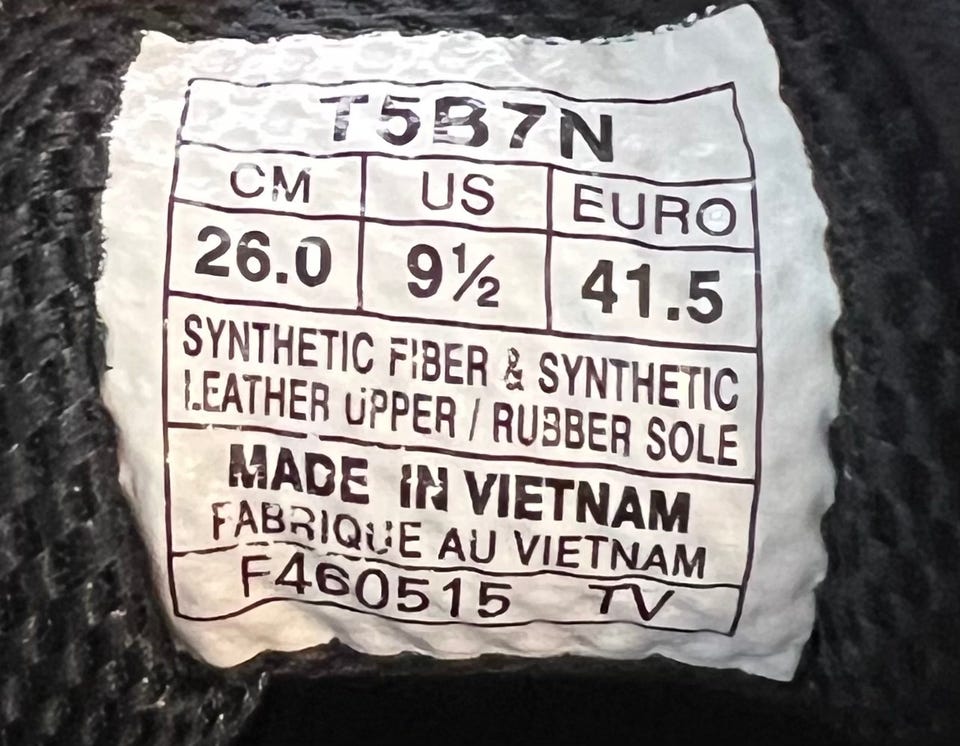 T5B7N
CM US EURO
26.0 9½ 41.5
SYNTHETIC FIBER & SYNTHETIC
LEATHER UPPER / RUBBER SOLE
MADE IN VIETNAM
FABRIQUE AU VIETNAM
F460515 TV